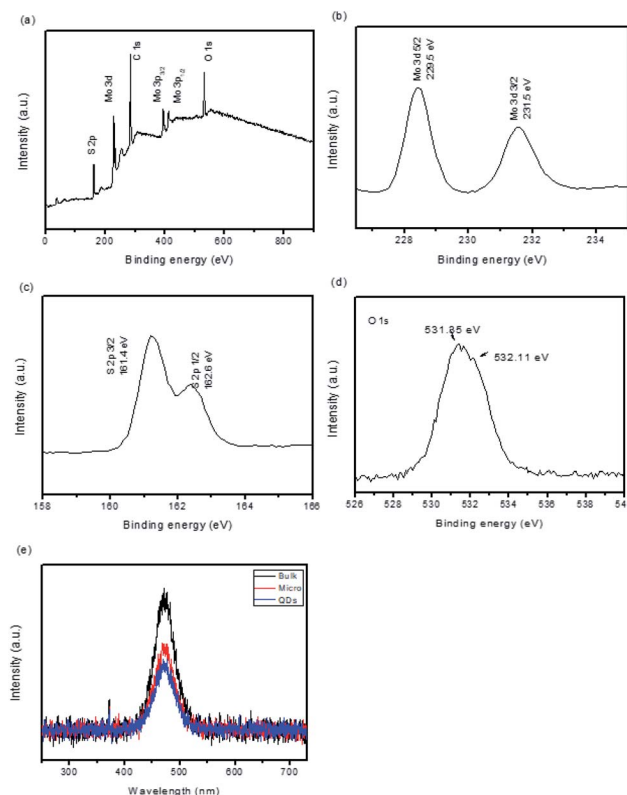 (a)
S 2p
Mo 3d
C 1s
Mo 3p3/2
Mo 3p1/2
O 1s
Intensity (a.u.)
0 200 400 600 800
Binding energy (eV)
(b)
Mo 3d 5/2
229.5 eV
Mo 3d 3/2
231.5 eV
Intensity (a.u.)
228 230 232 234
Binding energy (eV)
(c)
S 2p 3/2
161.4 eV
S 2p 1/2
162.6 eV
Intensity (a.u.)
158 160 162 164 166
Binding energy (eV)
(d)
O 1s
531.35 eV
532.11 eV
Intensity (a.u.)
526 528 530 532 534 536 538 54
Binding energy (eV)
(e)
Bulk
Micro
QDs
Intensity (a.u.)
300 400 500 600 700
Wavelength (nm)